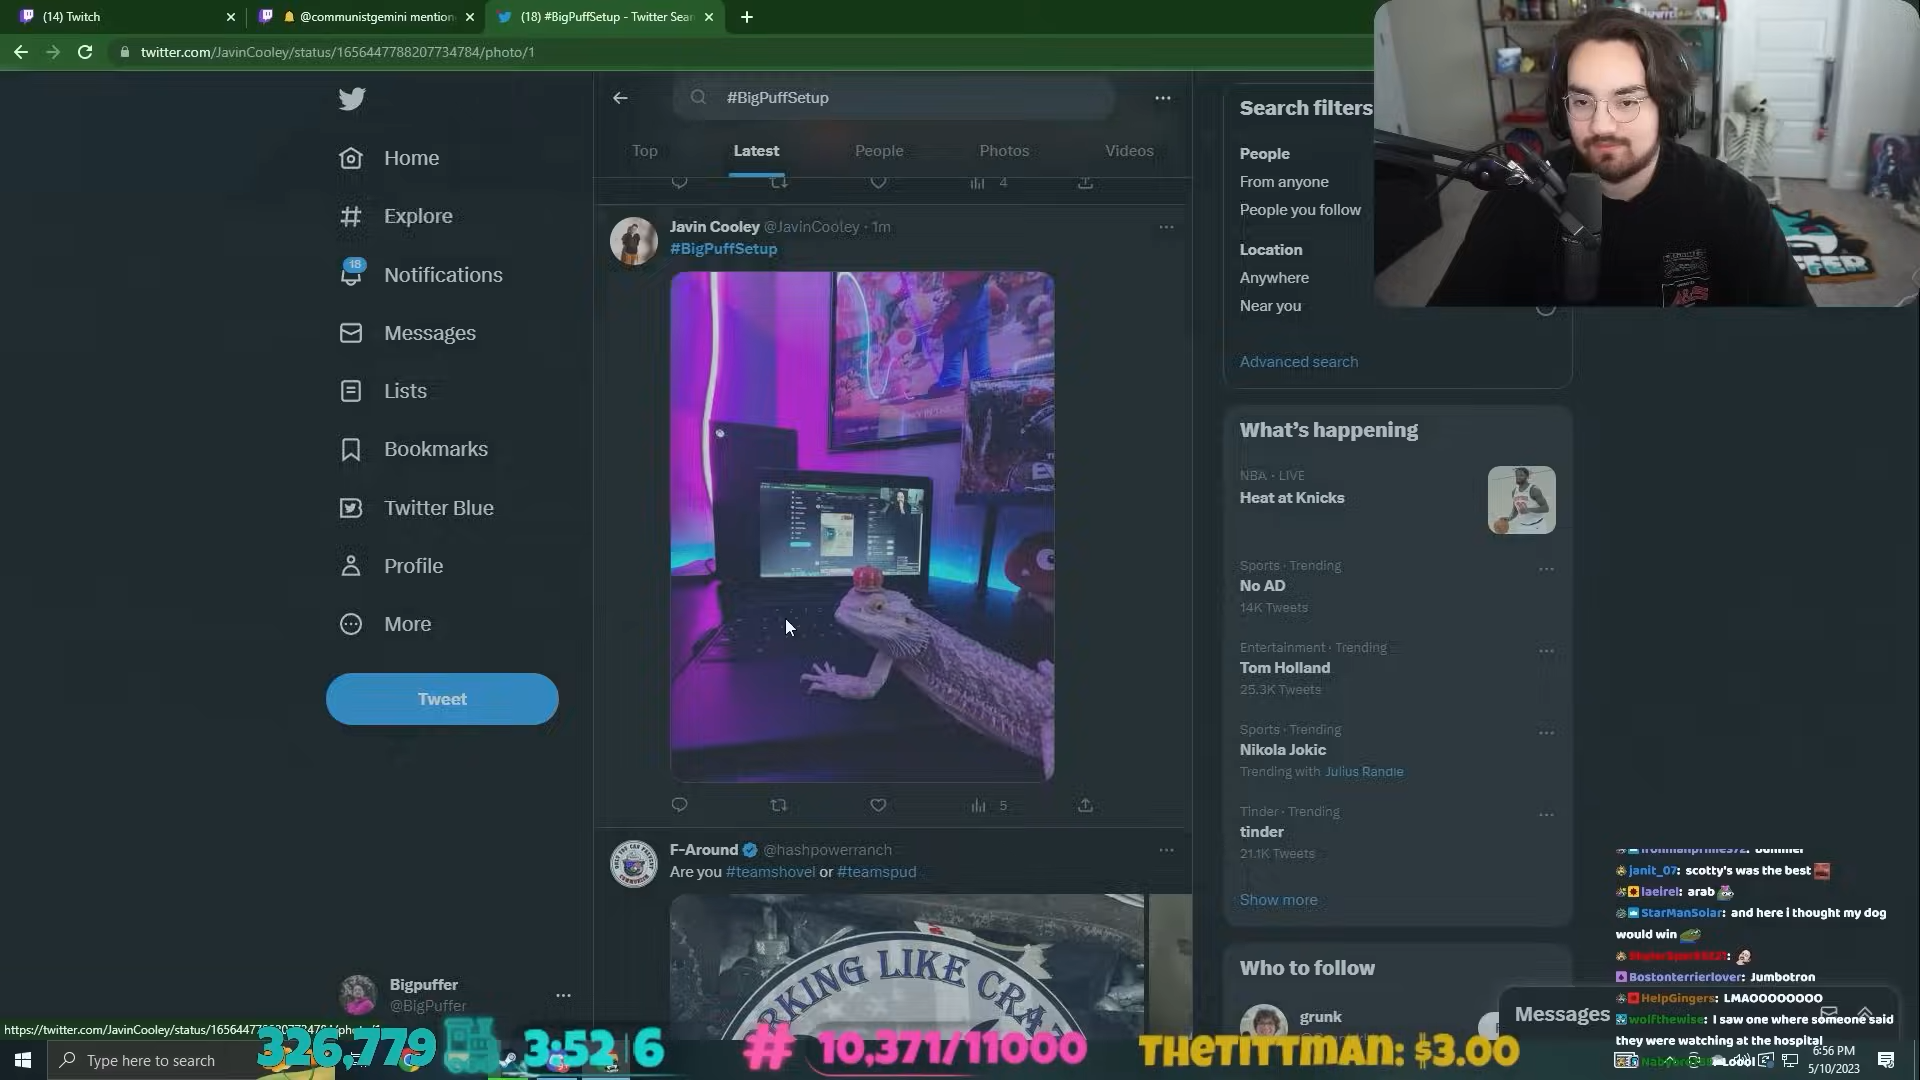 (14) Twitch
@communistgemini mention
(18) #BigPuffSetup - Twitter Sear
twitter.com/JavinCooley/status/1656447788207734784/photo/1
#BigPuffSetup
Top
Latest
People
Photos
Videos
Home
Explore
18
Notifications
Messages
Lists
Bookmarks
Twitter Blue
Profile
More
Tweet
Bigpuffer
@BigPuffer
4
Javin Cooley @JavinCooley · 1m
#BigPuffSetup
5
F-Around @hashpowerranch
Are you #teamshovel or #teamspud
RKING LIKE CRA
Search filters
People
From anyone
People you follow
Location
Anywhere
Near you
Advanced search
What's happening
NBA · LIVE
Heat at Knicks
Sports · Trending
No AD
14K Tweets
Entertainment · Trending
Tom Holland
25.3K Tweets
Sports · Trending
Nikola Jokic
Trending with Julius Randle
Tinder · Trending
tinder
21.1K Tweets
Show more
Who to follow
grunk
Messages
janit_07: scotty's was the best
laeirel: arab
StarManSolar: and here i thought my dog
would win
Bostonterrierlover: Jumbotron
HelpGingers: LMAOOOOOOO
wolfthewise: I saw one where someone said
they were watching at the hospital
Looool
326,779
3:52 6
# 10,371/11000
THETITTMAN: $3.00
Type here to search
6:56 PM
5/10/2023